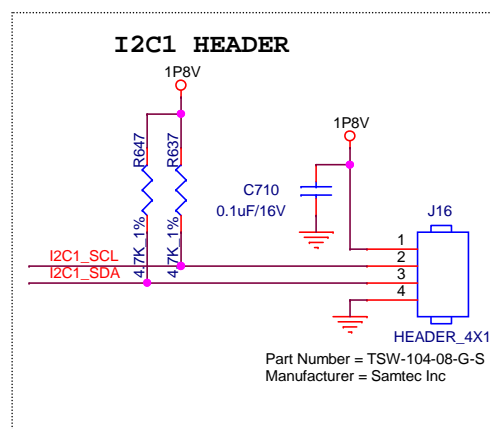 I2C1 HEADER
1P8V
1P8V
R647
R637
4.7K_1%
4.7K_1%
C710
0.1uF/16V
J16
I2C1_SCL
I2C1_SDA
1
2
3
4
HEADER_4X1
Part Number = TSW-104-08-G-S
Manufacturer = Samtec Inc